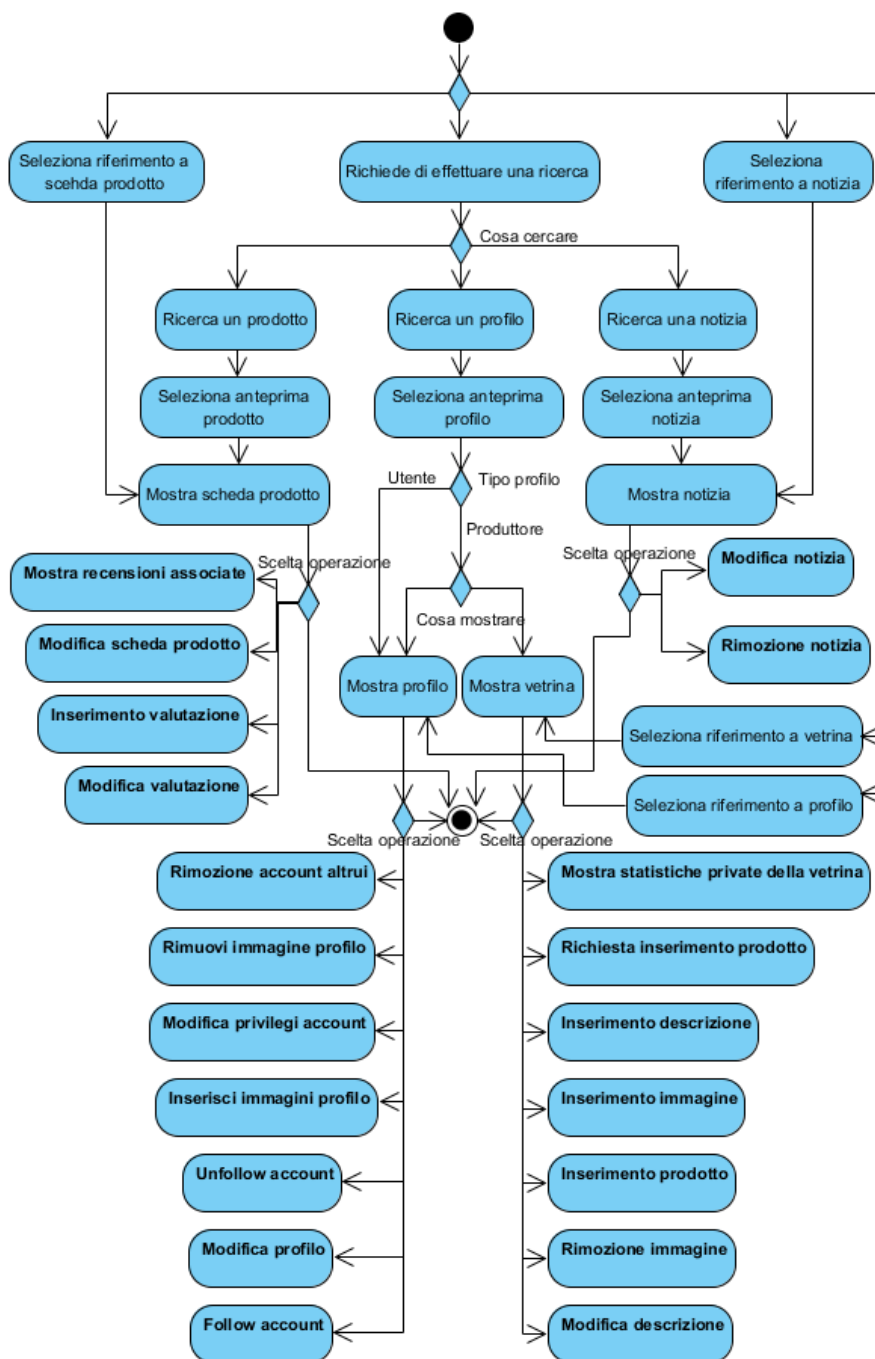 Seleziona riferimento a
scehda prodotto
Richiede di effettuare una ricerca
Seleziona
riferimento a notizia
Cosa cercare
Ricerca un prodotto
Ricerca un profilo
Ricerca una notizia
Seleziona anteprima
prodotto
Seleziona anteprima
profilo
Seleziona anteprima
notizia
Mostra scheda prodotto
Utente
Tipo profilo
Mostra notizia
Produttore
Scelta operazione
Scelta operazione
Mostra recensioni associate
Modifica notizia
Cosa mostrare
Modifica scheda prodotto
Rimozione notizia
Mostra profilo
Mostra vetrina
Inserimento valutazione
Seleziona riferimento a vetrina
Modifica valutazione
Seleziona riferimento a profilo
Scelta operazione
Scelta operazione
Rimozione account altrui
Mostra statistiche private della vetrina
Rimuovi immagine profilo
Richiesta inserimento prodotto
Modifica privilegi account
Inserimento descrizione
Inserisci immagini profilo
Inserimento immagine
Unfollow account
Inserimento prodotto
Modifica profilo
Rimozione immagine
Follow account
Modifica descrizione